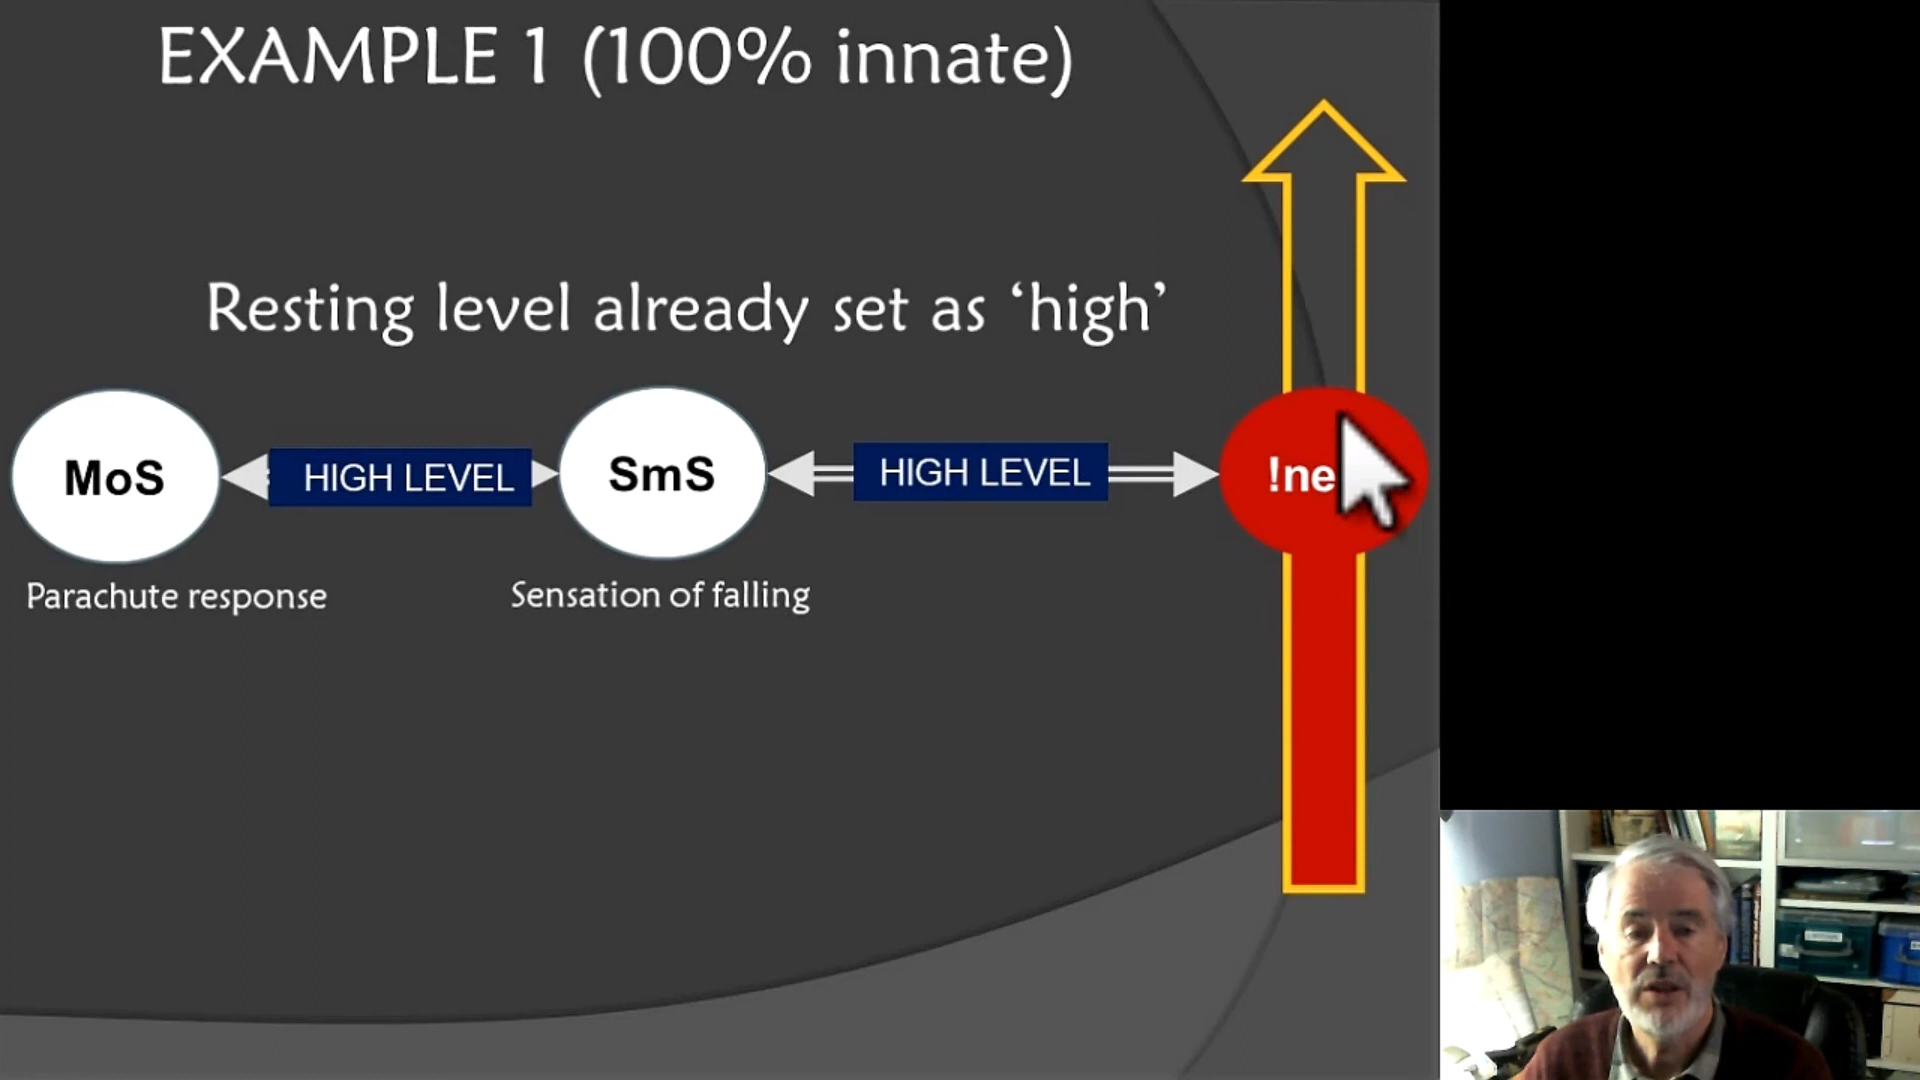 EXAMPLE 1 (100% innate)
Resting level already set as ‘high’
MoS
HIGH LEVEL
SmS
HIGH LEVEL
!ne
Parachute response
Sensation of falling